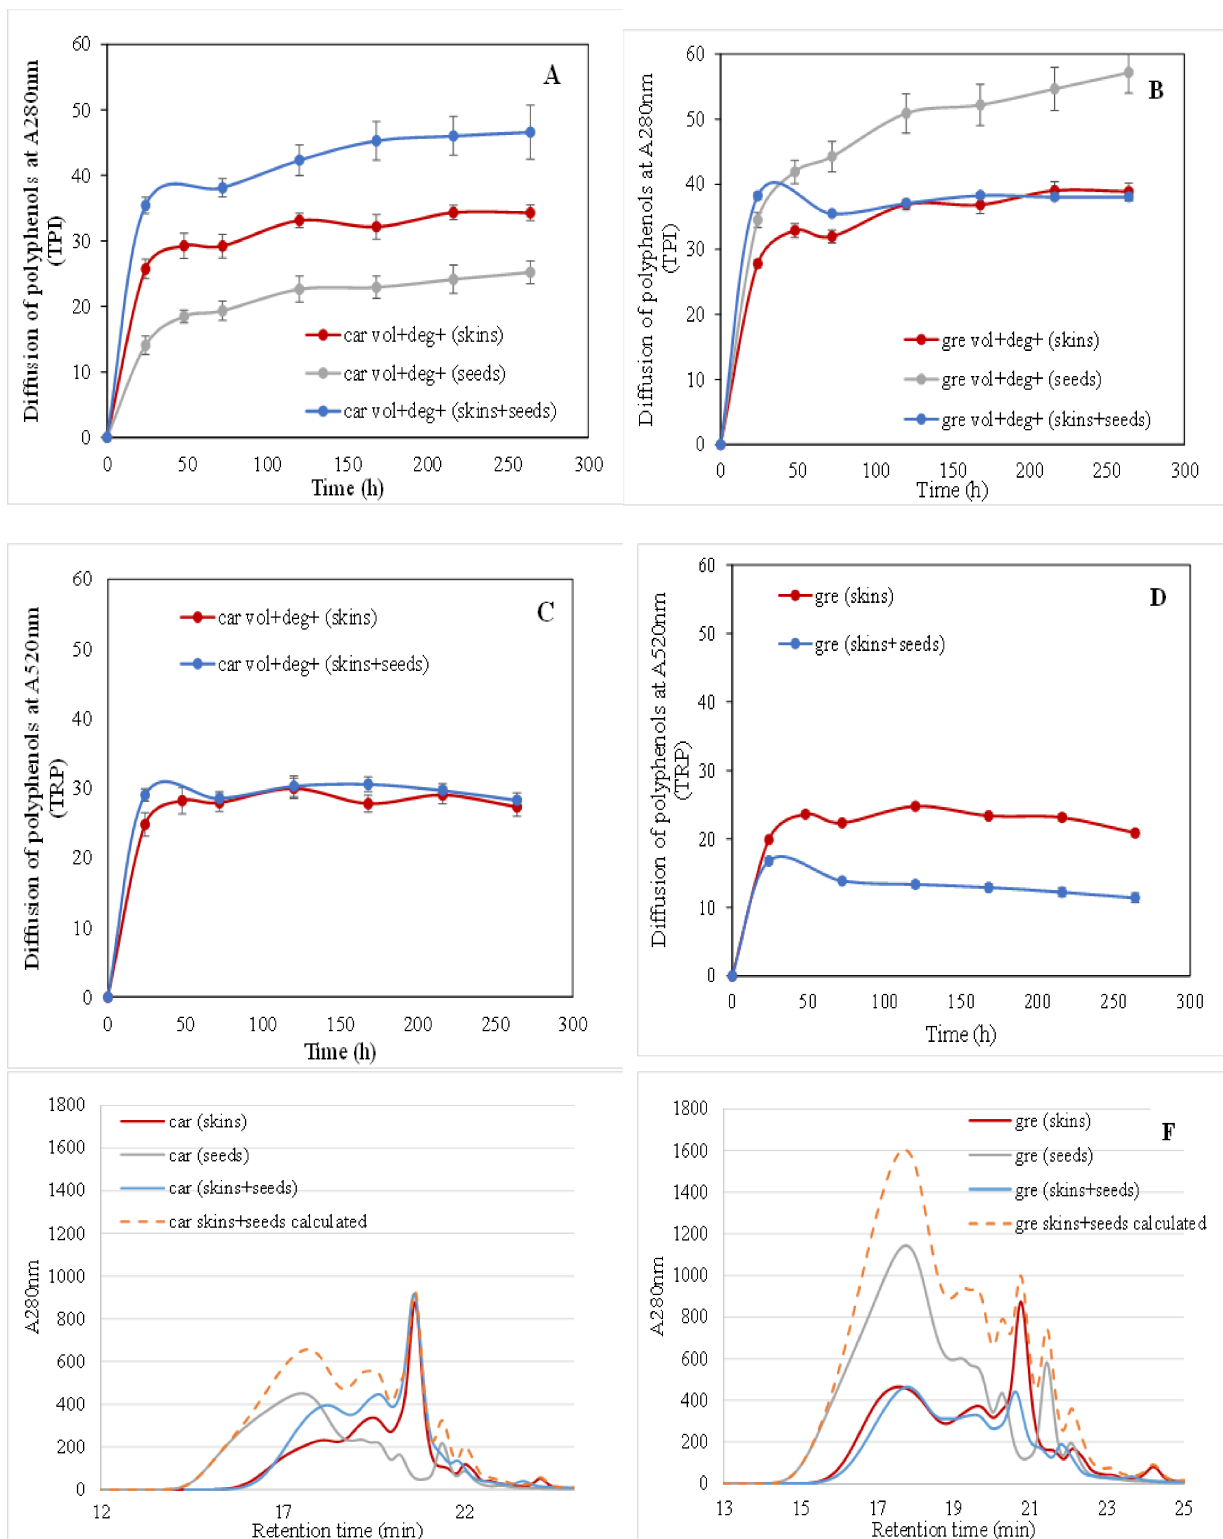 A
Diffusion of polyphenols at A280nm
(TPI)
60
50
40
30
20
10
0
car vol+deg+ (skins)
car vol+deg+ (seeds)
car vol+deg+ (skins+seeds)
0 50 100 150 200 250 300
Time (h)
B
Diffusion of polyphenols at A280nm
(TPI)
60
50
40
30
20
10
0
gre vol+deg+ (skins)
gre vol+deg+ (seeds)
gre vol+deg+ (skins+seeds)
0 50 100 150 200 250 300
Time (h)
C
Diffusion of polyphenols at A520nm
(TRP)
60
50
40
30
20
10
0
car vol+deg+ (skins)
car vol+deg+ (skins+seeds)
0 50 100 150 200 250 300
Time (h)
D
Diffusion of polyphenols at A520nm
(TRP)
60
50
40
30
20
10
0
gre (skins)
gre (skins+seeds)
0 50 100 150 200 250 300
Time (h)
A280nm
1800
1600
1400
1200
1000
800
600
400
200
0
car (skins)
car (seeds)
car (skins+seeds)
car skins+seeds calculated
12 17 22
Retention time (min)
F
A280nm
1800
1600
1400
1200
1000
800
600
400
200
0
gre (skins)
gre (seeds)
gre (skins+seeds)
gre skins+seeds calculated
13 15 17 19 21 23 25
Retention time (min)